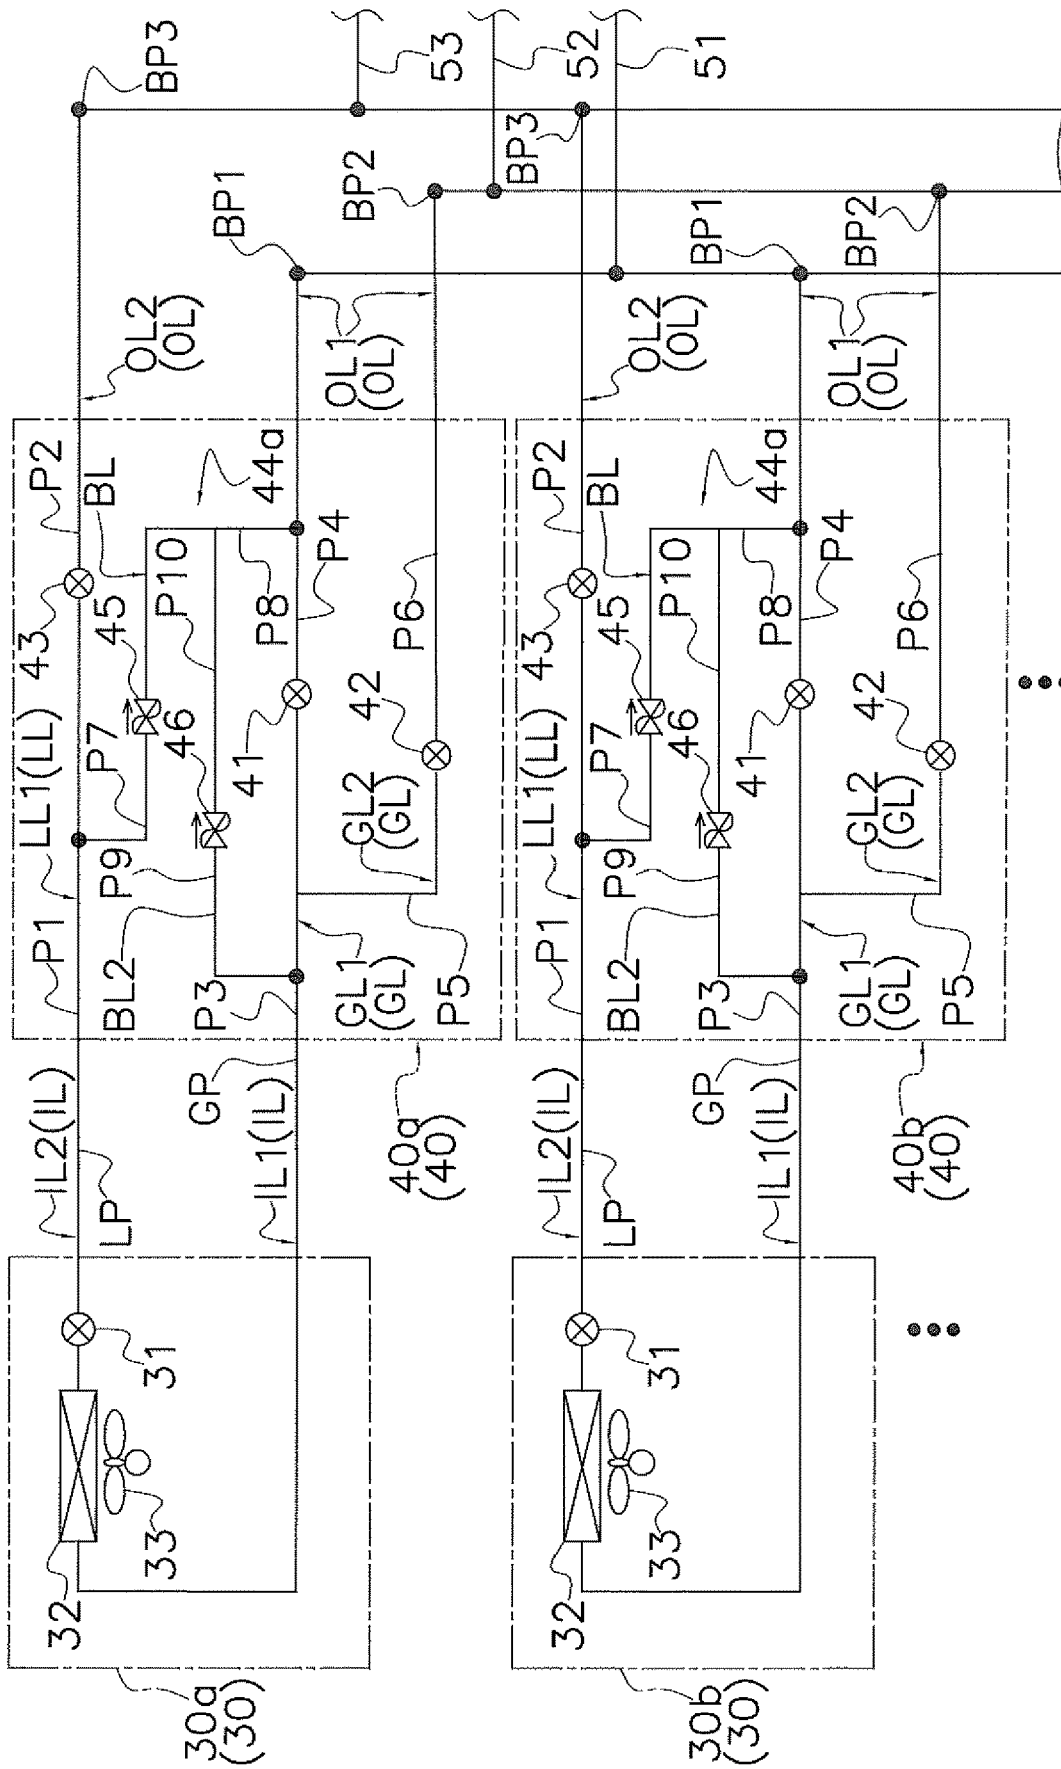 30b
(30)
30a
(30)
32
33
31
32
33
31
IL2(IL)
LP
IL2(IL)
LP
IL1(IL)
GP
IL1(IL)
GP
40b
(40)
40a
(40)
P1
LL1(LL)
43
P2
BL2
P9
P7
45
BL
46
P10
P3
41
P8
44a
GL1
(GL)
P4
P5
GL2
(GL)
42
P6
P1
LL1(LL)
43
P2
BL2
P9
P7
45
BL
46
P10
P3
41
P8
44a
GL1
(GL)
P4
P5
GL2
(GL)
42
P6
OL2
(OL)
OL1
(OL)
OL2
(OL)
OL1
(OL)
BP3
BP1
BP2
BP3
BP1
BP2
53
52
51